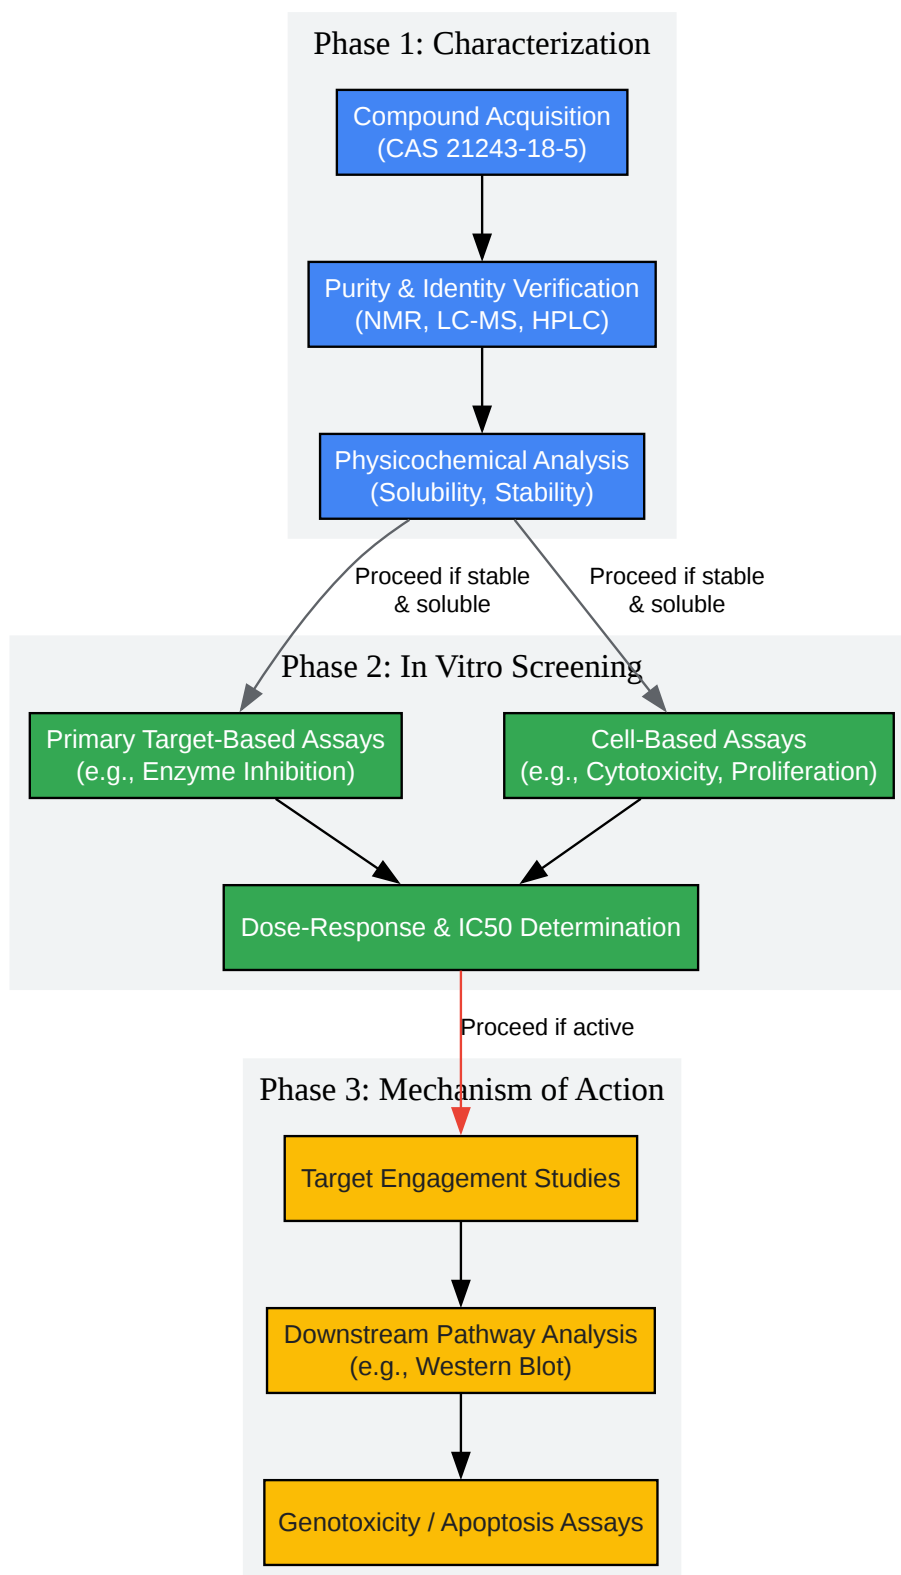 Phase 1: Characterization
Compound Acquisition
(CAS 21243-18-5)
Purity & Identity Verification
(NMR, LC-MS, HPLC)
Physicochemical Analysis
(Solubility, Stability)
Proceed if stable
& soluble
Proceed if stable
& soluble
Phase 2: In Vitro Screening
Primary Target-Based Assays
(e.g., Enzyme Inhibition)
Cell-Based Assays
(e.g., Cytotoxicity, Proliferation)
Dose-Response & IC50 Determination
Proceed if active
Phase 3: Mechanism of Action
Target Engagement Studies
Downstream Pathway Analysis
(e.g., Western Blot)
Genotoxicity / Apoptosis Assays